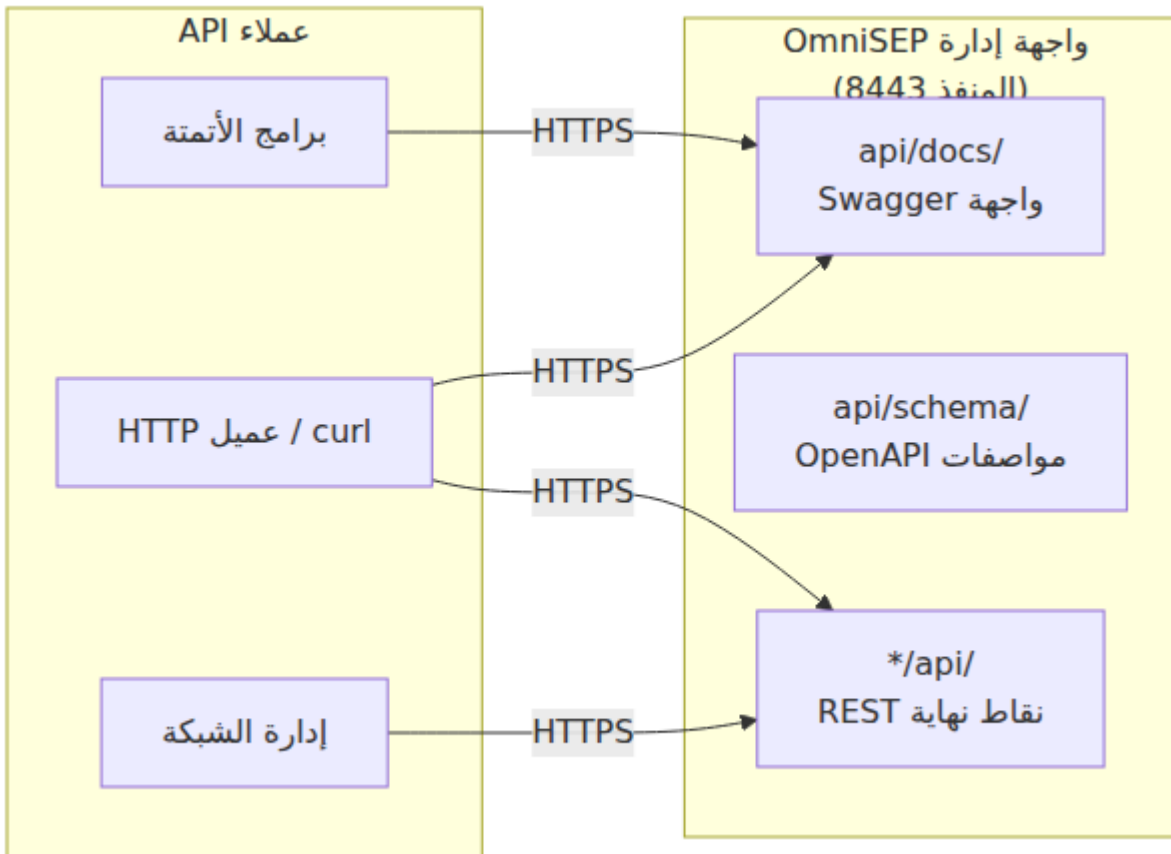 عملاء API
برامج الأتمتة
HTTP عميل / curl
إدارة الشبكة
HTTPS
HTTPS
HTTPS
HTTPS
واجهة إدارة OmniSEP
(المنفذ 8443)
api/docs/
واجهة Swagger
api/schema/
مواصفات OpenAPI
*/api/
نقاط نهاية REST